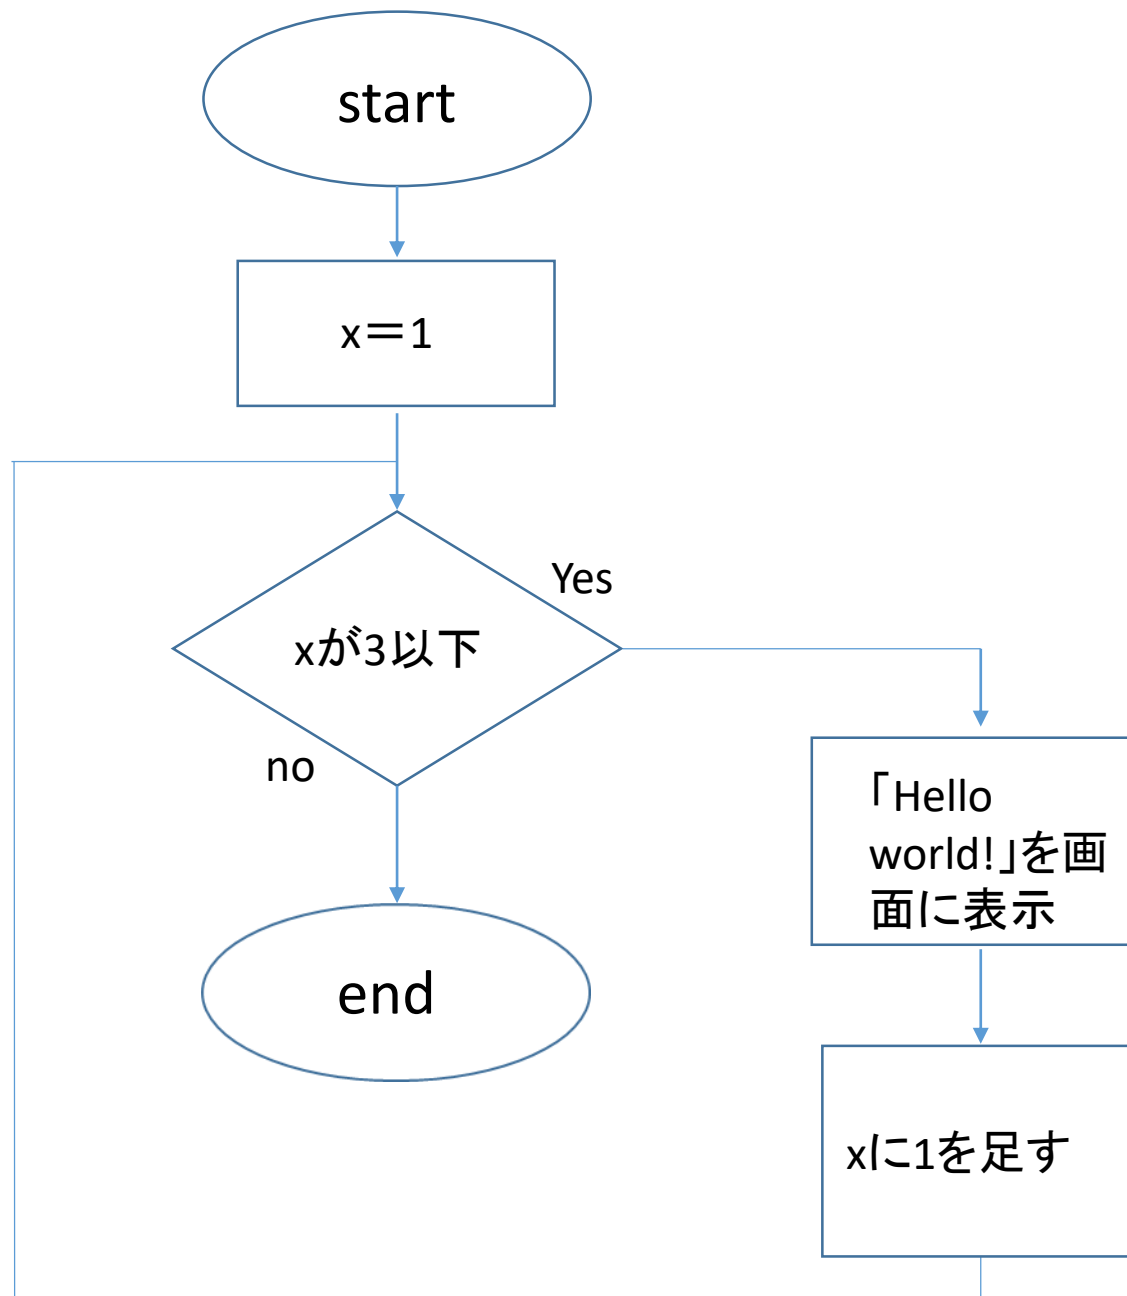 start
x＝1
Yes
xが3以下
no
「Hello
world!」を画
面に表示
end
xに1を足す